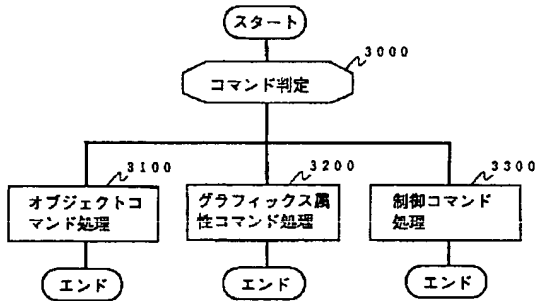 スタート
3000
コマンド判定
3100
オブジェクトコ
マンド処理
3200
グラフィックス属
性コマンド処理
3300
制御コマンド
処理
エンド
エンド
エンド